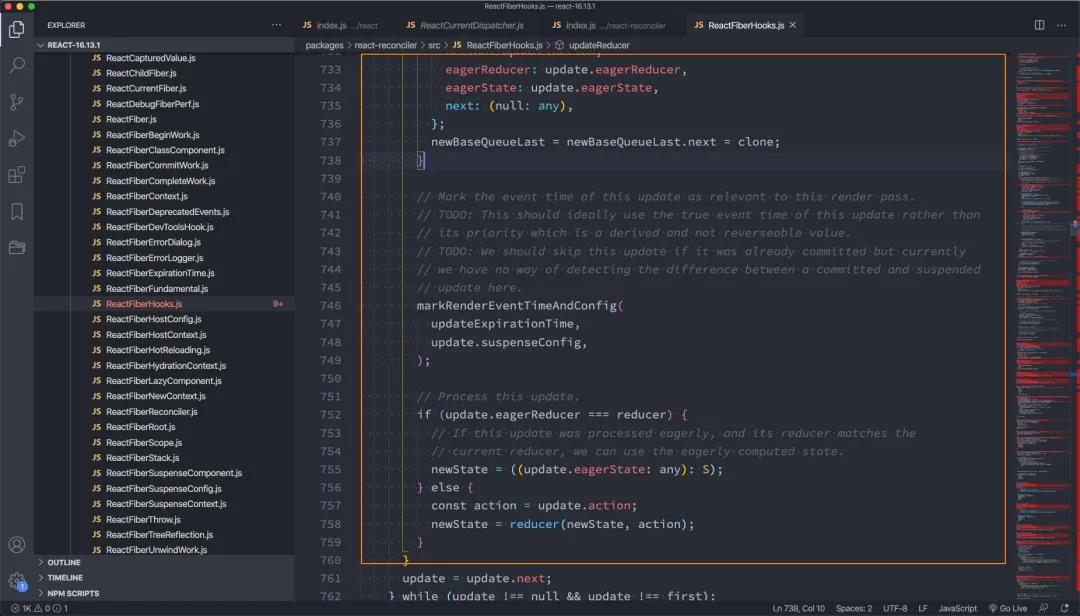 ReactFiberHooks.js — react-16.13.1
EXPLORER
···
JS index.js .../react
JS ReactCurrentDispatcher.js
JS index.js .../react-reconciler
JS ReactFiberHooks.js ×
···
REACT-16.13.1
packages > react-reconciler > src > JS ReactFiberHooks.js > updateReducer
JS ReactCapturedValue.js
JS ReactChildFiber.js
JS ReactCurrentFiber.js
JS ReactDebugFiberPerf.js
JS ReactFiber.js
JS ReactFiberBeginWork.js
JS ReactFiberClassComponent.js
JS ReactFiberCommitWork.js
JS ReactFiberCompleteWork.js
JS ReactFiberContext.js
JS ReactFiberDeprecatedEvents.js
JS ReactFiberDevToolsHook.js
JS ReactFiberErrorDialog.js
JS ReactFiberErrorLogger.js
JS ReactFiberExpirationTime.js
JS ReactFiberFundamental.js
JS ReactFiberHooks.js 9+
JS ReactFiberHostConfig.js
JS ReactFiberHostContext.js
JS ReactFiberHotReloading.js
JS ReactFiberHydrationContext.js
JS ReactFiberLazyComponent.js
JS ReactFiberNewContext.js
JS ReactFiberReconciler.js
JS ReactFiberRoot.js
JS ReactFiberScope.js
JS ReactFiberStack.js
JS ReactFiberSuspenseComponent.js
JS ReactFiberSuspenseConfig.js
JS ReactFiberSuspenseContext.js
JS ReactFiberThrow.js
JS ReactFiberTreeReflection.js
JS ReactFiberUnwindWork.js
OUTLINE
TIMELINE
NPM SCRIPTS
1
733 eagerReducer: update.eagerReducer,
734 eagerState: update.eagerState,
735 next: (null: any),
736 };
737 newBaseQueueLast = newBaseQueueLast.next = clone;
738 }
739
740 // Mark the event time of this update as relevant to this render pass.
741 // TODO: This should ideally use the true event time of this update rather than
742 // its priority which is a derived and not reverseable value.
743 // TODO: We should skip this update if it was already committed but currently
744 // we have no way of detecting the difference between a committed and suspended
745 // update here.
746 markRenderEventTimeAndConfig(
747 updateExpirationTime,
748 update.suspenseConfig,
749 );
750
751 // Process this update.
752 if (update.eagerReducer === reducer) {
753 // If this update was processed eagerly, and its reducer matches the
754 // current reducer, we can use the eagerly computed state.
755 newState = ((update.eagerState: any): S);
756 } else {
757 const action = update.action;
758 newState = reducer(newState, action);
759 }
760 }
761 update = update.next;
762 } while (update !== null && update !== first);
1K 0 1
Ln 738, Col 10
Spaces: 2
UTF-8
LF
JavaScript
Go Live